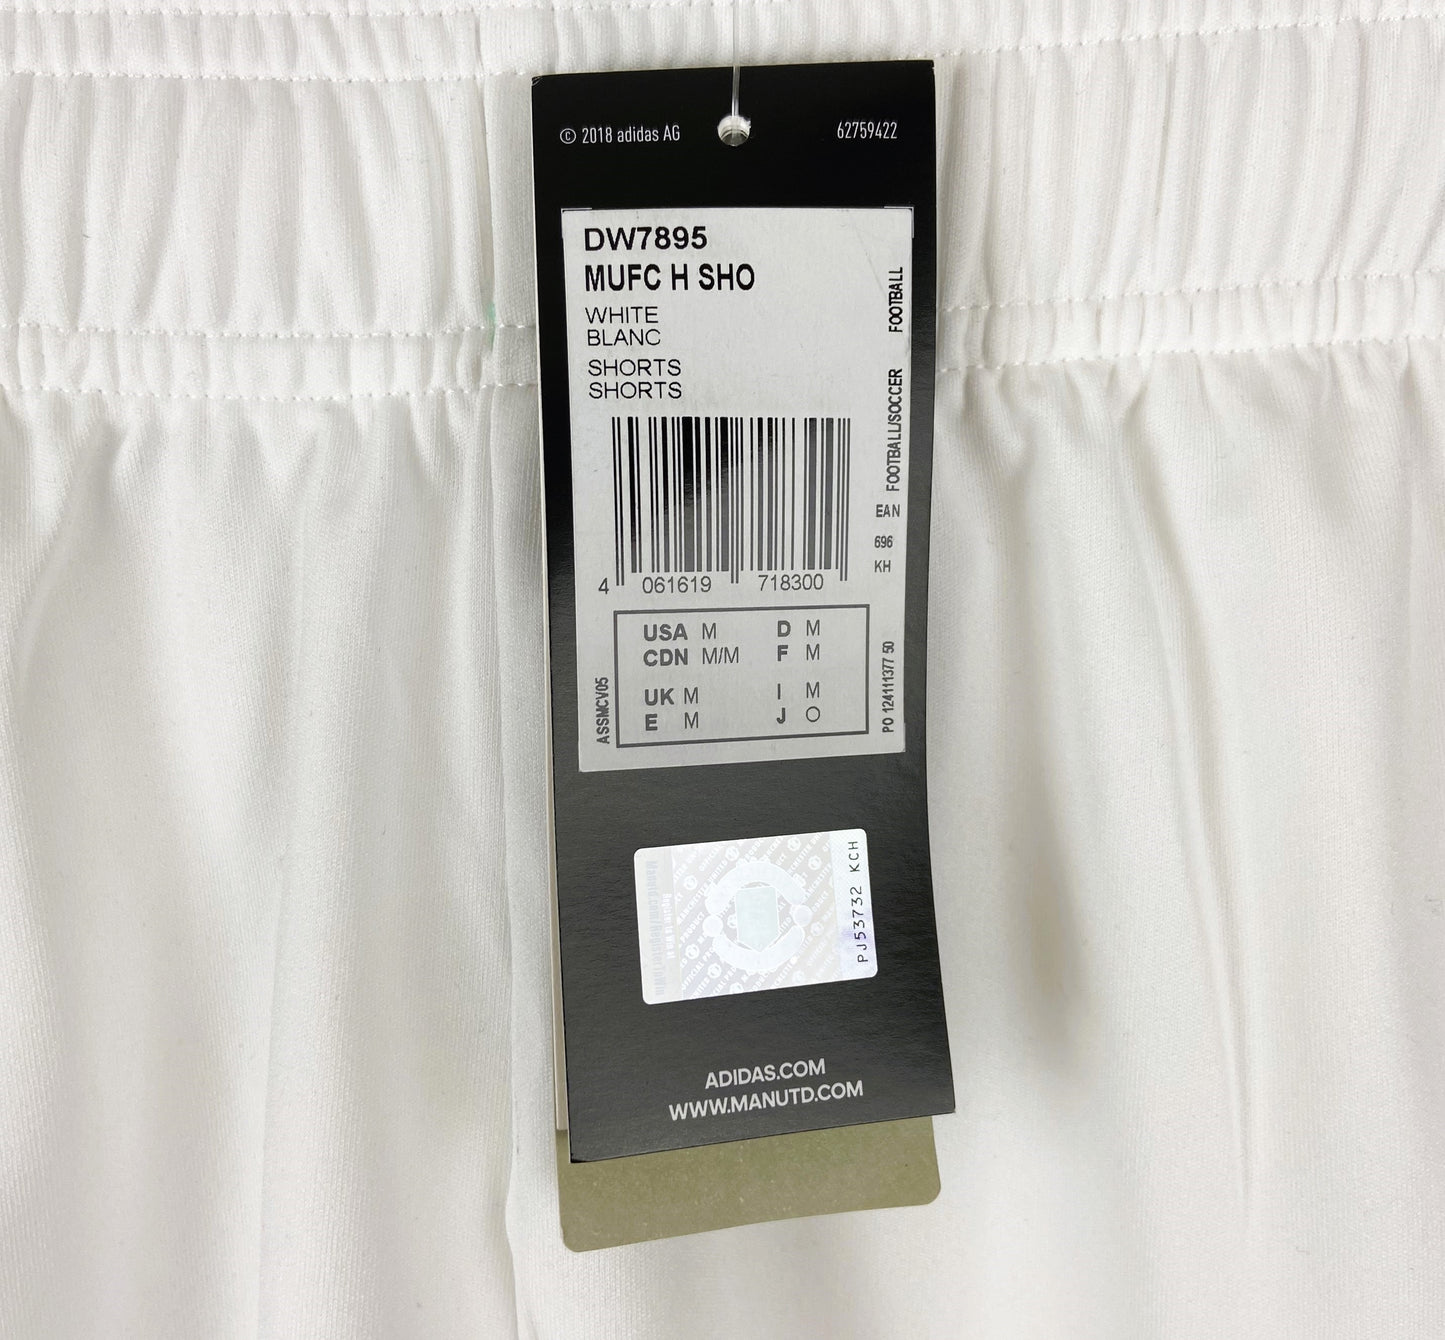 © 2018 adidas AG
62759422
DW7895
MUFC H SHO
WHITE
BLANC
SHORTS
SHORTS
FOOTBALL/SOCCER FOOTBALL
EAN
696
KH
4 061619 718300
USA M D M
CDN M/M F M
UK M I M
E M J O
ASSMCV05
PO 124111377 50
PJ53732 KCH
ADIDAS.COM
WWW.MANUTD.COM